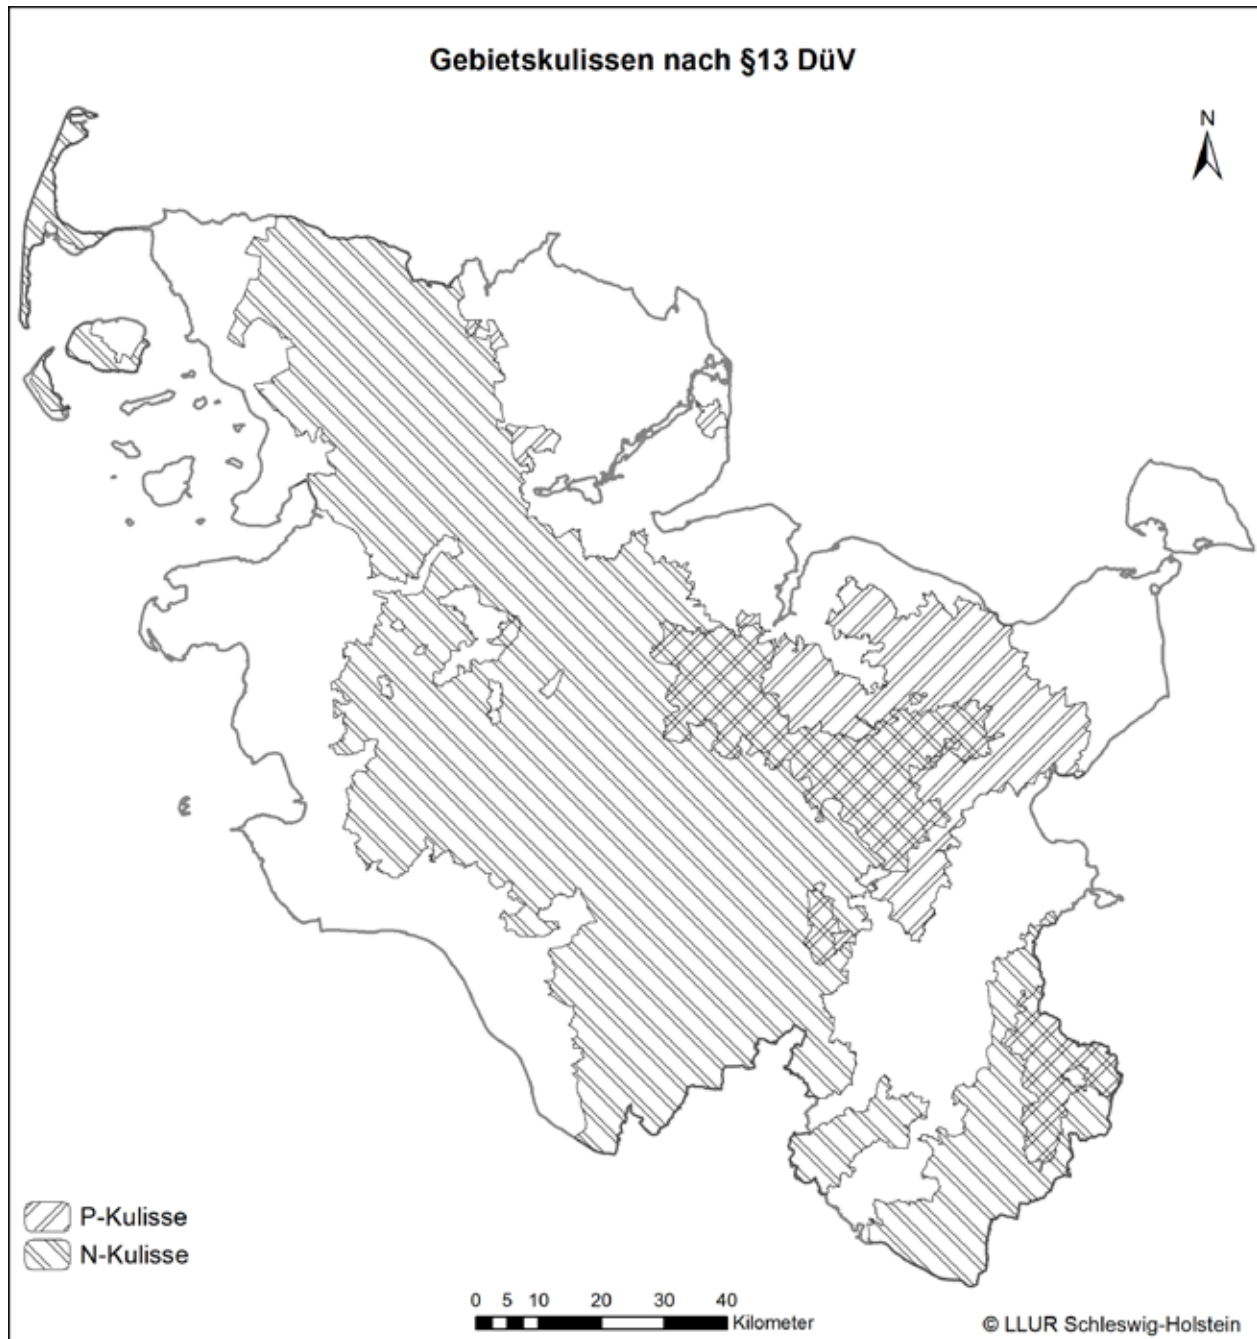 Gebietskulissen nach §13 DüV
N
P-Kulisse
N-Kulisse
0 5 10 20 30 40
Kilometer
© LLUR Schleswig-Holstein